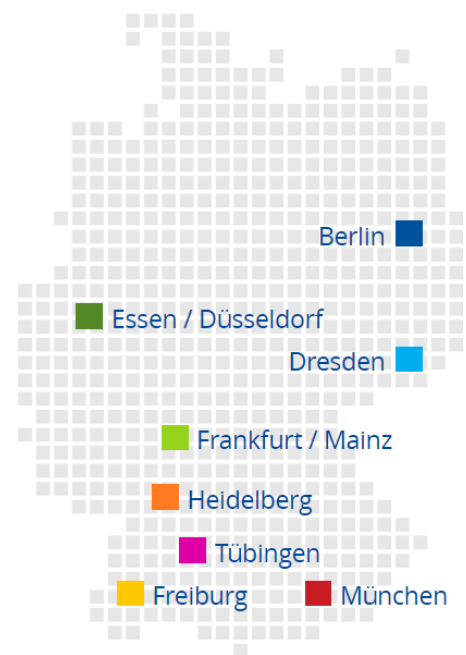 Berlin
Essen / Düsseldorf
Dresden
Frankfurt / Mainz
Heidelberg
Tübingen
Freiburg
München